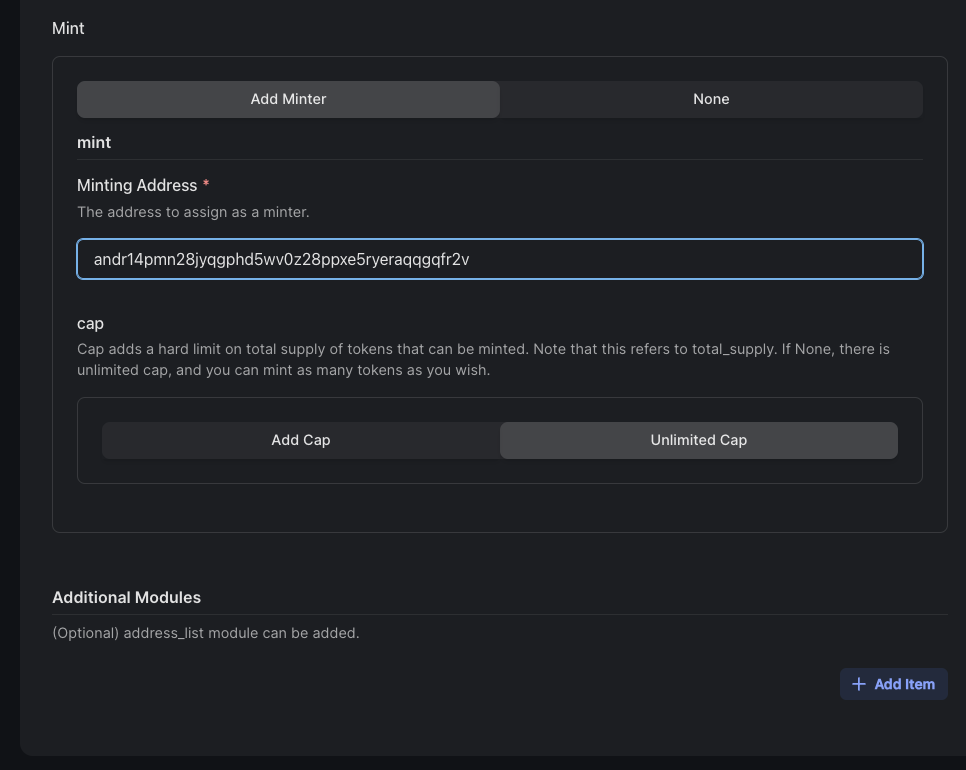 Mint
Add Minter
None
mint
Minting Address *
The address to assign as a minter.
andr14pmn28jyqgphd5wv0z28ppxe5ryeraqqgqfr2v
cap
Cap adds a hard limit on total supply of tokens that can be minted. Note that this refers to total_supply. If None, there is
unlimited cap, and you can mint as many tokens as you wish.
Add Cap
Unlimited Cap
Additional Modules
(Optional) address_list module can be added.
+ Add Item